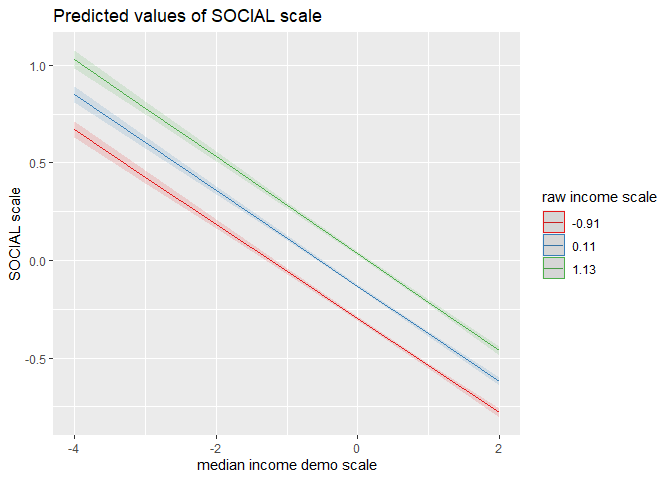 Predicted values of SOCIAL scale
SOCIAL scale
1.0
0.5
0.0
-0.5
-4
-2
0
2
median income demo scale
raw income scale
-0.91
0.11
1.13